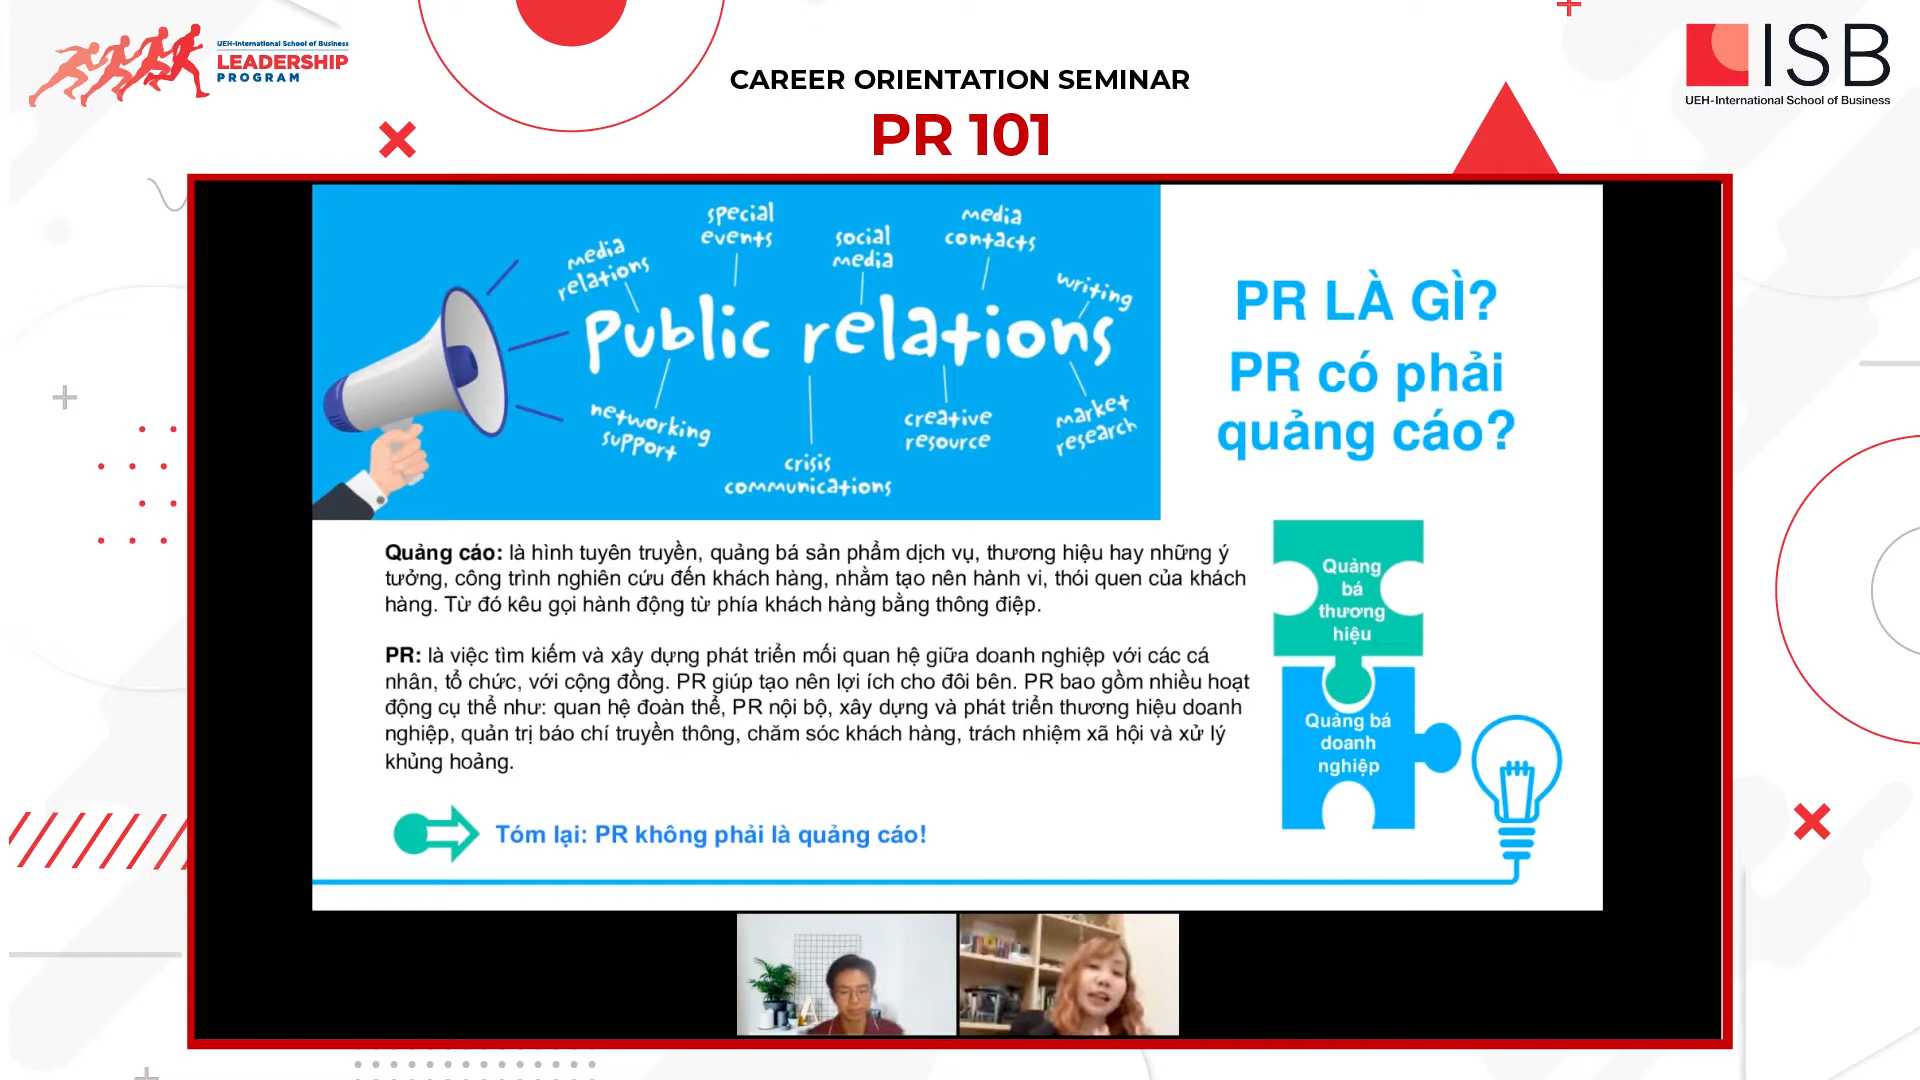 UEH-International School of Business
LEADERSHIP
PROGRAM
CAREER ORIENTATION SEMINAR
PR 101
ISB
UEH-International School of Business
special
events
media
relations
social
media
media
contacts
writing
Public relations
networking
support
crisis
communications
creative
resource
market
research
PR LÀ GÌ?
PR có phải
quảng cáo?
Quảng cáo: là hình tuyên truyền, quảng bá sản phẩm dịch vụ, thương hiệu hay những ý
tưởng, công trình nghiên cứu đến khách hàng, nhằm tạo nên hành vi, thói quen của khách
hàng. Từ đó kêu gọi hành động từ phía khách hàng bằng thông điệp.
PR: là việc tìm kiếm và xây dựng phát triển mối quan hệ giữa doanh nghiệp với các cá
nhân, tổ chức, với cộng đồng. PR giúp tạo nên lợi ích cho đôi bên. PR bao gồm nhiều hoạt
động cụ thể như: quan hệ đoàn thể, PR nội bộ, xây dựng và phát triển thương hiệu doanh
nghiệp, quản trị báo chí truyền thông, chăm sóc khách hàng, trách nhiệm xã hội và xử lý
khủng hoảng.
Tóm lại: PR không phải là quảng cáo!
Quảng
bá
thương
hiệu
Quảng bá
doanh
nghiệp